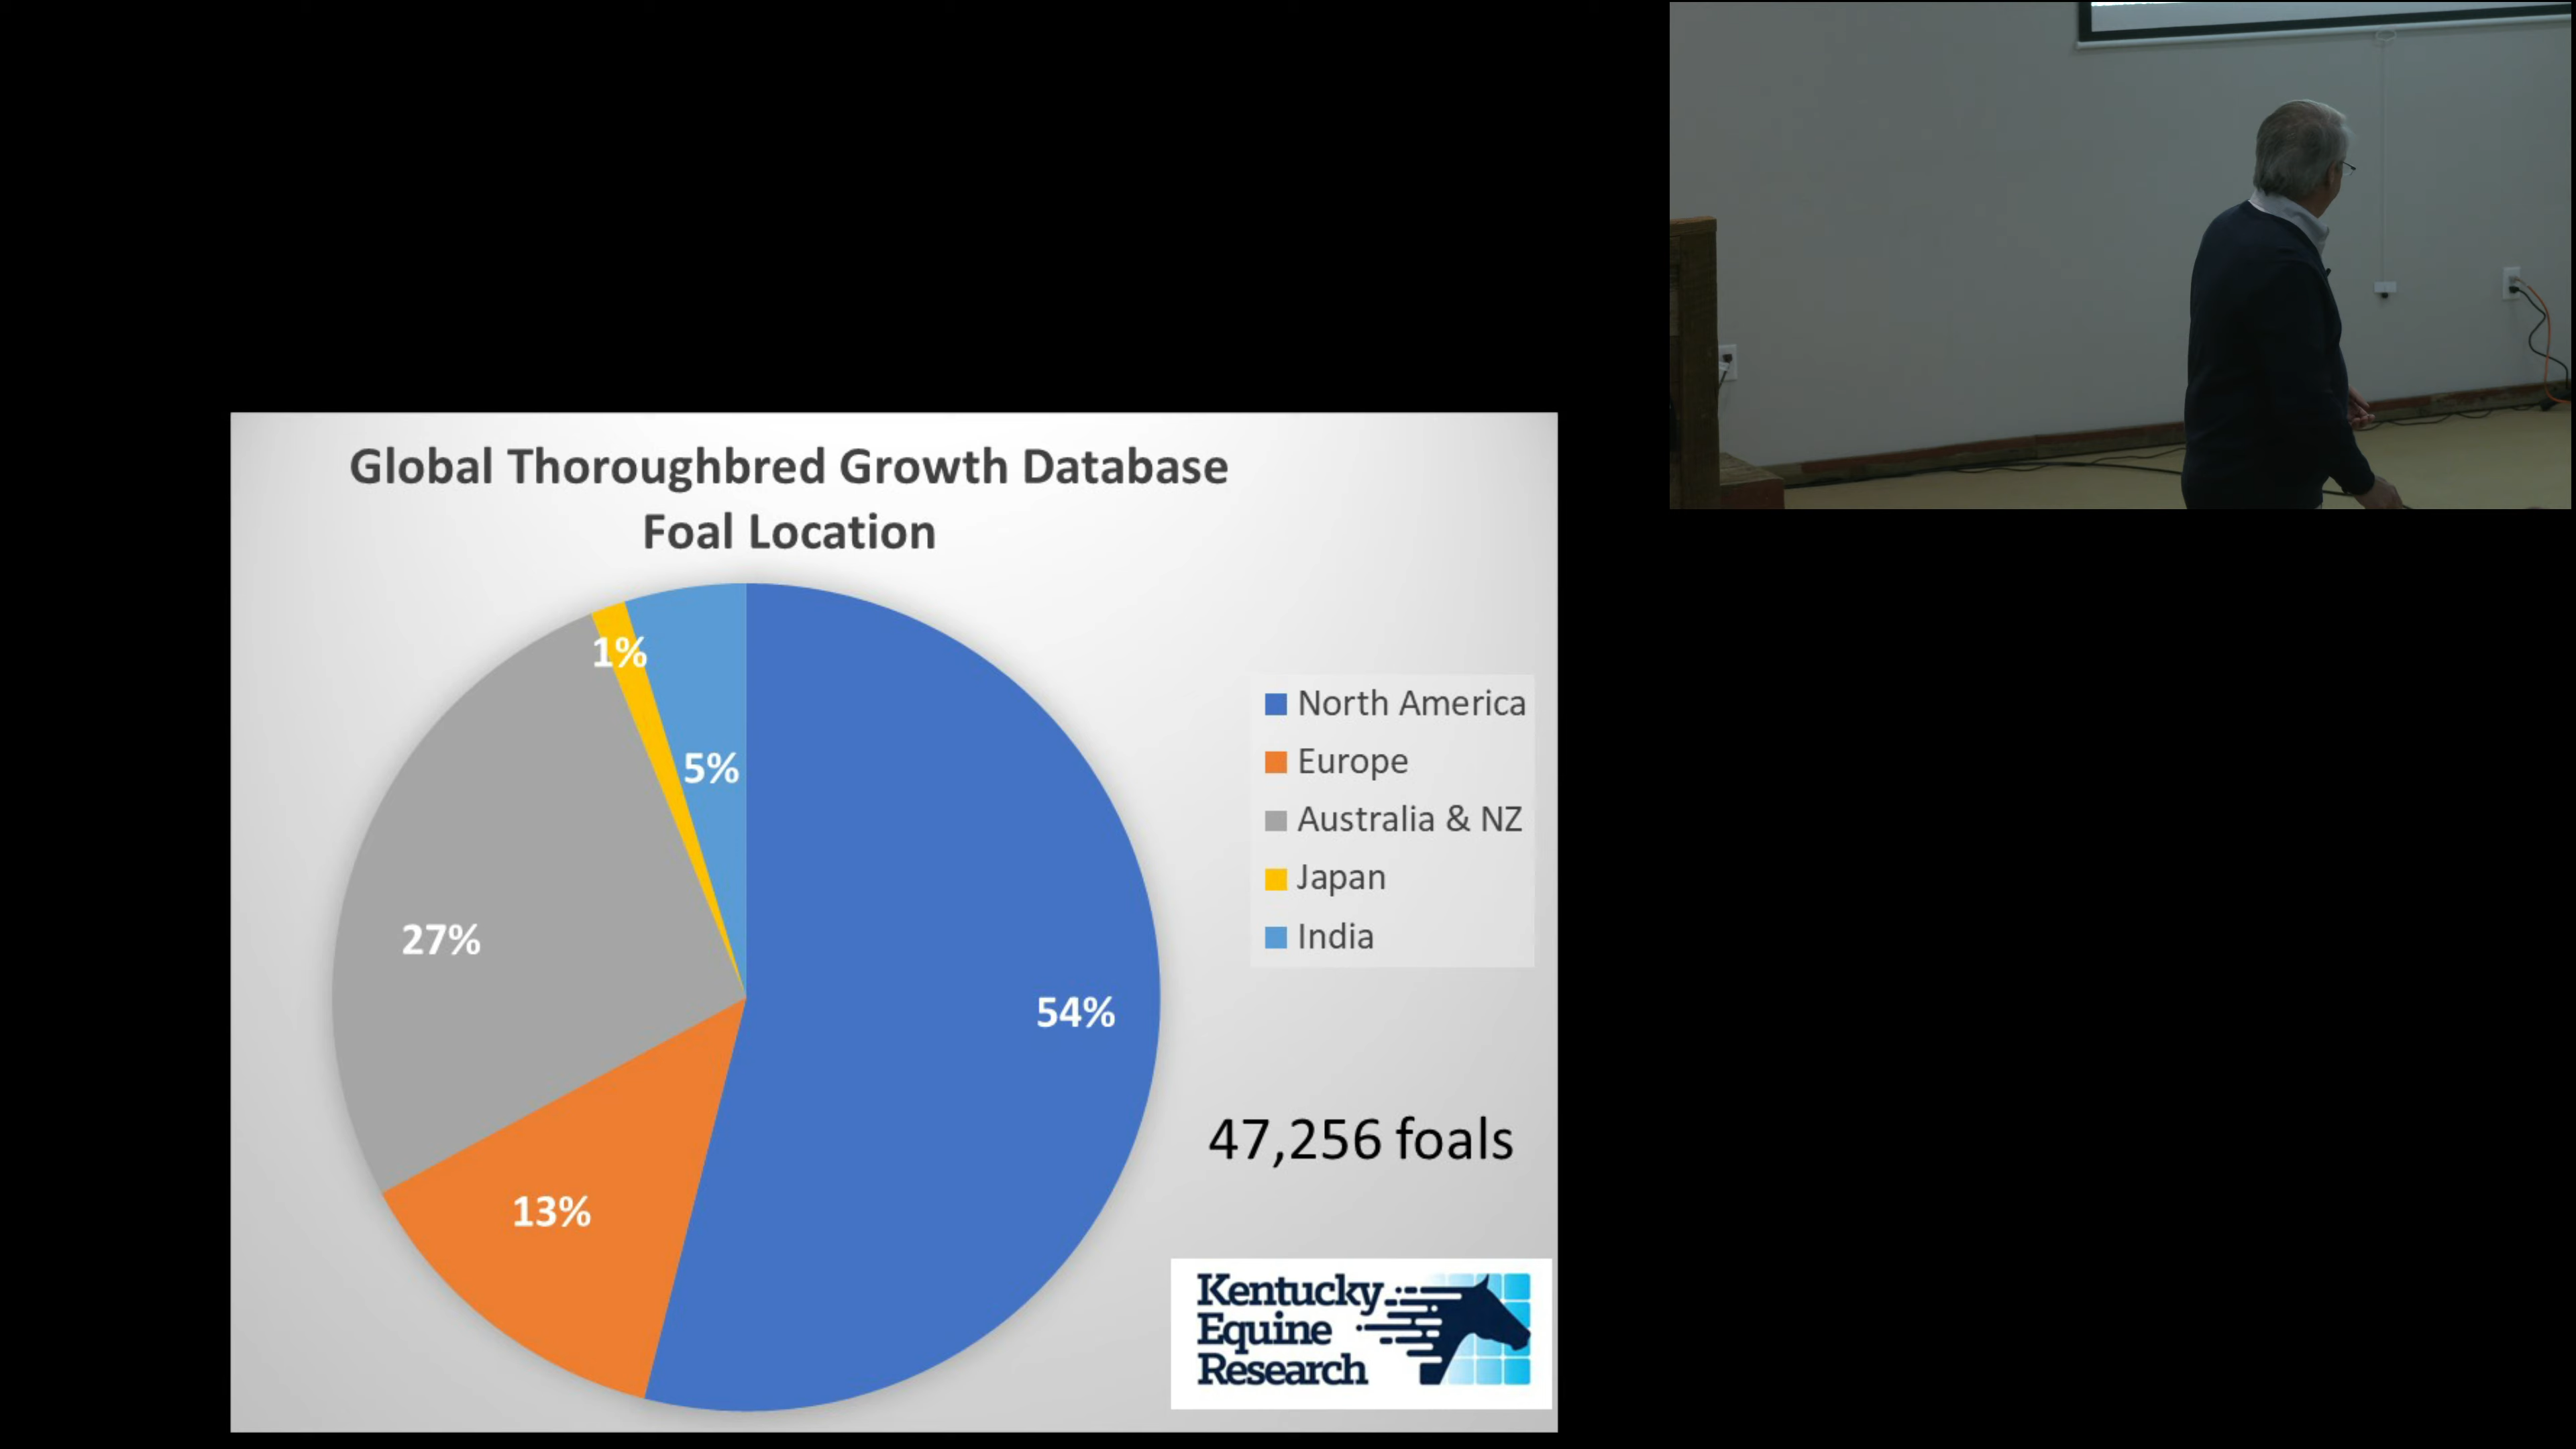 Global Thoroughbred Growth Database
Foal Location
1%
5%
27%
54%
13%
North America
Europe
Australia & NZ
Japan
India
47,256 foals
Kentucky
Equine
Research